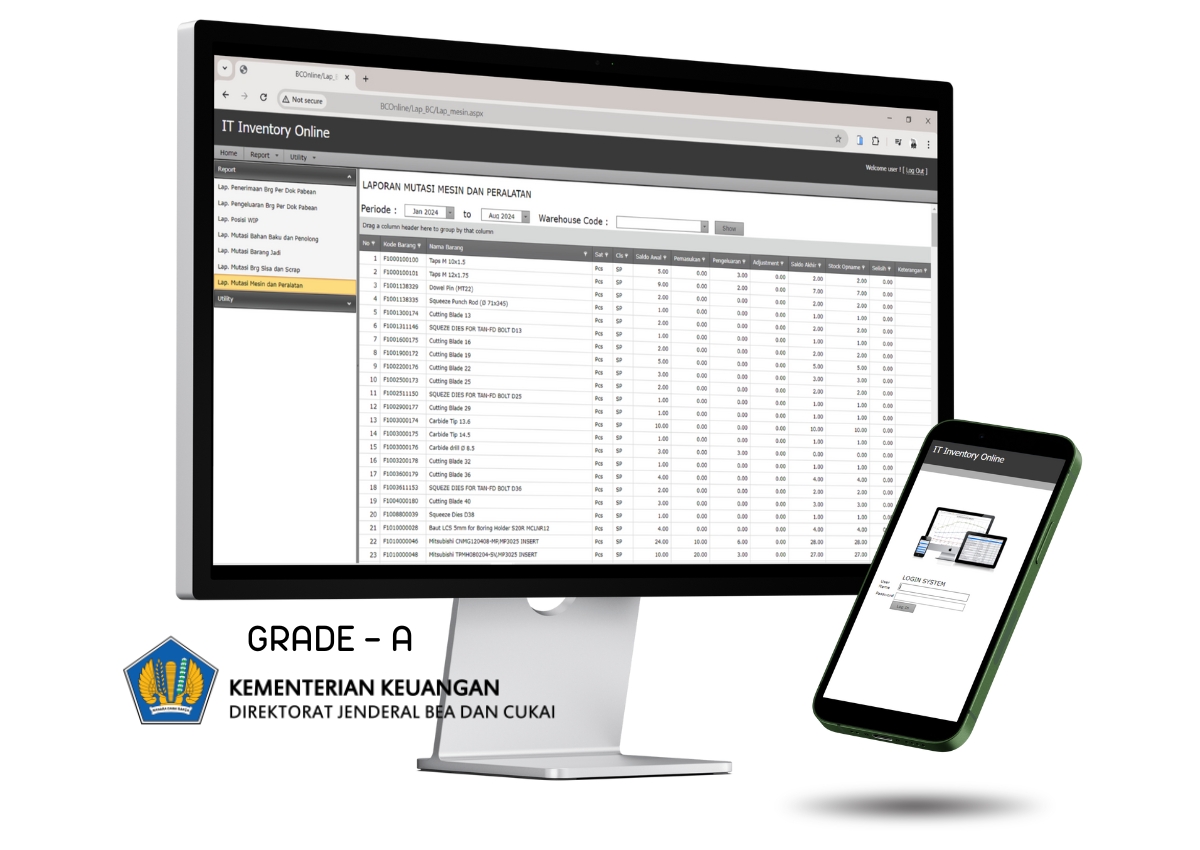 BCOnline/Lap_
Not secure
BCOnline/Lap_BC/Lap_mesin.aspx
IT Inventory Online
Welcome user ! [ Log Out ]
Home Report Utility
Report
Lap. Penerimaan Brg Per Dok Pabean
Lap. Pengeluaran Brg Per Dok Pabean
Lap. Posisi WIP
Lap. Mutasi Bahan Baku dan Penolong
Lap. Mutasi Barang Jadi
Lap. Mutasi Brg Sisa dan Scrap
Lap. Mutasi Mesin dan Peralatan
Utility
LAPORAN MUTASI MESIN DAN PERALATAN
Periode : Jan 2024 to Aug 2024 Warehouse Code : Show
Drag a column header here to group by that column
No Kode Barang Nama Barang Sat Cls Saldo Awal Pemasukan Pengeluaran Adjustment Saldo Akhir Stock Opname Selisih Keterangan
1 F1000100100 Taps M 10x1.5 Pcs SP 5.00 0.00 3.00 0.00 2.00 2.00 0.00
2 F1000100101 Taps M 12x1.75 Pcs SP 9.00 0.00 2.00 0.00 7.00 7.00 0.00
3 F1001138329 Dowel Pin (MT22) Pcs SP 2.00 0.00 0.00 0.00 2.00 2.00 0.00
4 F1001138335 Squeeze Punch Rod (Ø 71x345) Pcs SP 1.00 0.00 0.00 0.00 1.00 1.00 0.00
5 F1001300174 Cutting Blade 13 Pcs SP 2.00 0.00 0.00 0.00 2.00 2.00 0.00
6 F1001311146 SQUEZE DIES FOR TAN-FD BOLT D13 Pcs SP 1.00 0.00 0.00 0.00 1.00 1.00 0.00
7 F1001600175 Cutting Blade 16 Pcs SP 2.00 0.00 0.00 0.00 2.00 2.00 0.00
8 F1001900172 Cutting Blade 19 Pcs SP 5.00 0.00 0.00 0.00 5.00 5.00 0.00
9 F1002200176 Cutting Blade 22 Pcs SP 3.00 0.00 0.00 0.00 3.00 3.00 0.00
10 F1002500173 Cutting Blade 25 Pcs SP 2.00 0.00 0.00 0.00 2.00 2.00 0.00
11 F1002511150 SQUEZE DIES FOR TAN-FD BOLT D25 Pcs SP 1.00 0.00 0.00 0.00 1.00 1.00 0.00
12 F1002900177 Cutting Blade 29 Pcs SP 1.00 0.00 0.00 0.00 1.00 1.00 0.00
13 F1003000174 Carbide Tip 13.6 Pcs SP 10.00 0.00 0.00 0.00 10.00 10.00 0.00
14 F1003000175 Carbide Tip 14.5 Pcs SP 1.00 0.00 0.00 0.00 1.00 1.00 0.00
15 F1003000176 Carbide drill Ø 8.5 Pcs SP 3.00 0.00 3.00 0.00 0.00 0.00 0.00
16 F1003200178 Cutting Blade 32 Pcs SP 1.00 0.00 0.00 0.00 1.00 1.00 0.00
17 F1003600179 Cutting Blade 36 Pcs SP 4.00 0.00 0.00 0.00 4.00 4.00 0.00
18 F1003611153 SQUEZE DIES FOR TAN-FD BOLT D36 Pcs SP 2.00 0.00 0.00 0.00 2.00 2.00
19 F1004000180 Cutting Blade 40 Pcs SP 3.00 0.00 0.00 0.00 3.00 3.00
20 F1008800039 Squeeze Dies D38 Pcs SP 1.00 0.00 0.00 0.00 1.00 1.00
21 F1010000028 Baut LCS 5mm for Boring Holder S20R MCLNR12 Pcs SP 4.00 0.00 0.00 0.00 4.00 4.00
22 F1010000046 Mitsubishi CNMG120408-MP,MP3025 INSERT Pcs SP 24.00 10.00 6.00 0.00 28.00 28.00
23 F1010000048 Mitsubishi TPMH080204-SV,MP3025 INSERT Pcs SP 10.00 20.00 3.00 0.00 27.00 27.00
IT Inventory Online
LOGIN SYSTEM
User Name
Password
Log In
GRADE – A
KEMENTERIAN KEUANGAN
DIREKTORAT JENDERAL BEA DAN CUKAI